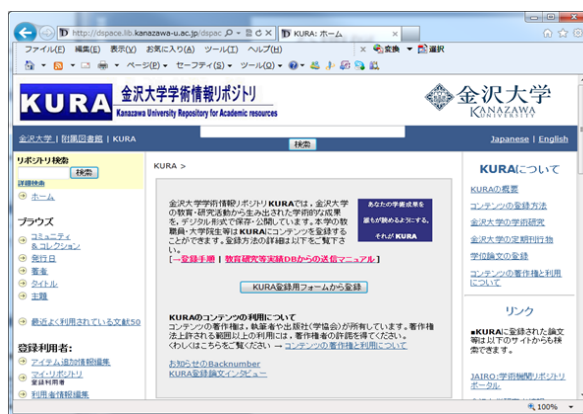 http://dspace.lib.kanazawa-u.ac.jp/dspac
KURA: ホーム
ファイル(F) 編集(E) 表示(V) お気に入り(A) ツール(T) ヘルプ(H)
変換 選択
ページ(P) セーフティ(S) ツール(O)
KURA 金沢大学学術情報リポジトリ
Kanazawa University Repository for Academic resources
金沢大学
KANAZAWA UNIVERSITY
金沢大学 | 附属図書館 | KURA
検索
Japanese | English
リポジトリ検索
検索
詳細検索
ホーム
ブラウズ
コミュニティ
&コレクション
発行日
著者
タイトル
主題
最近よく利用されている文献50
登録利用者:
アイテム追加情報編集
マイ・リポジトリ
登録利用者
利用者情報編集
KURA >
金沢大学学術情報リポジトリKURAでは,金沢大学
の教育・研究活動から生み出された学術的な成果
を,デジタル形式で保存・公開しています。本学の教
職員・大学院生等はKURAにコンテンツを登録する
ことができます。登録方法の詳細は以下をご覧下さ
い。
[→登録手順 | 教育研究等実績DBからの送信マニュアル]
あなたの学術成果を
誰もが読めるようにする。
それが KURA
KURA登録用フォームから登録
KURAのコンテンツの利用について
コンテンツの著作権は,執筆者や出版社(学協会)が所有しています。著作権
法上許される範囲以上の利用には,著作権者の許諾を得てください。
くわしくはこちらをご覧ください → コンテンツの著作権と利用について
お知らせのBacknumber
KURA登録論文インタビュー
KURAについて
KURAの概要
コンテンツの登録方法
金沢大学の学術研究
金沢大学の定期刊行物
学位論文の登録
コンテンツの著作権と利用
について
リンク
■KURAに登録された論文
等は以下のサイトからも検
索できます。
JAIRO:学術機関リポジトリ
ポータル
100%